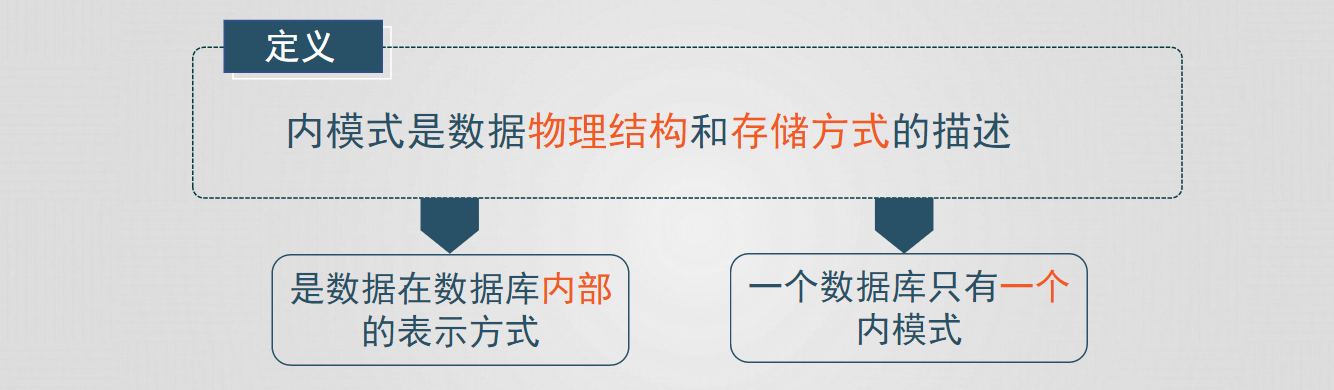 定义
内模式是数据物理结构和存储方式的描述
是数据在数据库内部
的表示方式
一个数据库只有一个
内模式